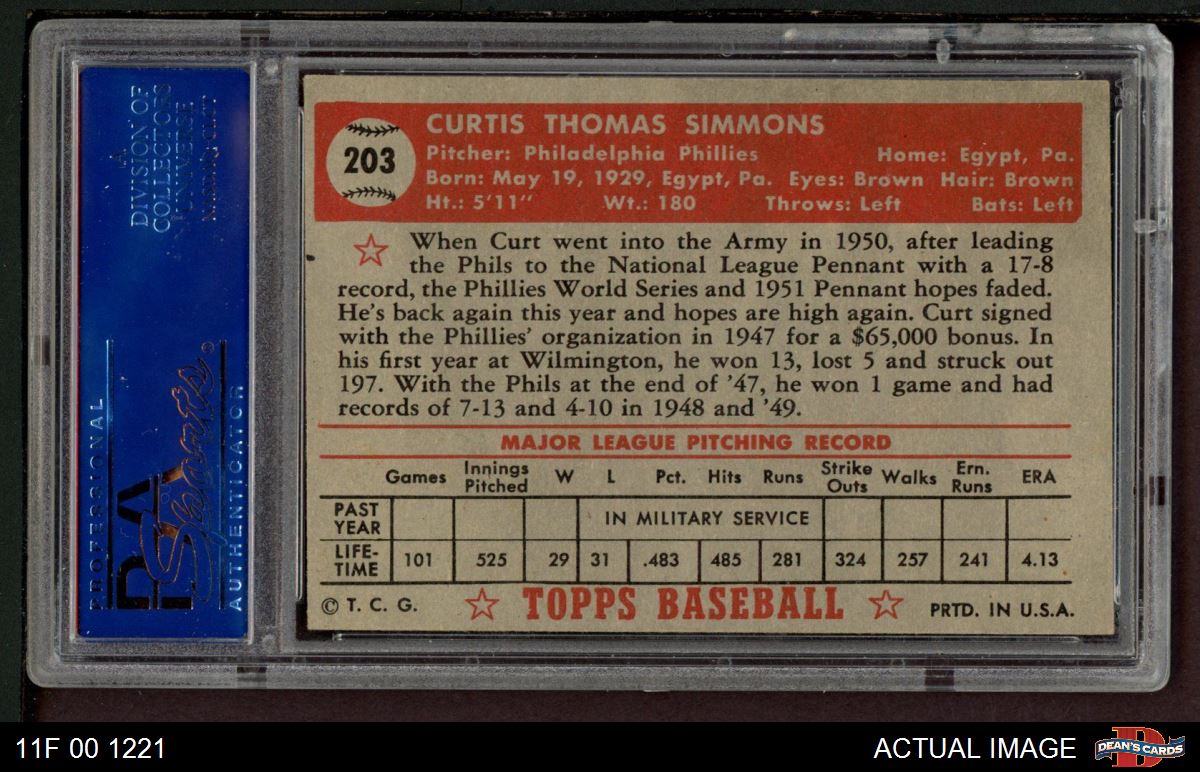 A
DIVISION OF
COLLECTORS
UNIVERSE
NASDAQ: CLCT
PROFESSIONAL
PSA
Sports®
AUTHENTICATOR
203
CURTIS THOMAS SIMMONS
Pitcher: Philadelphia Phillies Home: Egypt, Pa.
Born: May 19, 1929, Egypt, Pa. Eyes: Brown Hair: Brown
Ht.: 5'11" Wt.: 180 Throws: Left Bats: Left
When Curt went into the Army in 1950, after leading
the Phils to the National League Pennant with a 17-8
record, the Phillies World Series and 1951 Pennant hopes faded.
He's back again this year and hopes are high again. Curt signed
with the Phillies' organization in 1947 for a $65,000 bonus. In
his first year at Wilmington, he won 13, lost 5 and struck out
197. With the Phils at the end of '47, he won 1 game and had
records of 7-13 and 4-10 in 1948 and '49.
MAJOR LEAGUE PITCHING RECORD
Games Innings Pitched W L Pct. Hits Runs Strike Outs Walks Ern. Runs ERA
PAST YEAR IN MILITARY SERVICE
LIFE-TIME 101 525 29 31 .483 485 281 324 257 241 4.13
© T. C. G. TOPPS BASEBALL PRTD. IN U.S.A.
11F 00 1221 ACTUAL IMAGE DEAN'S CARDS